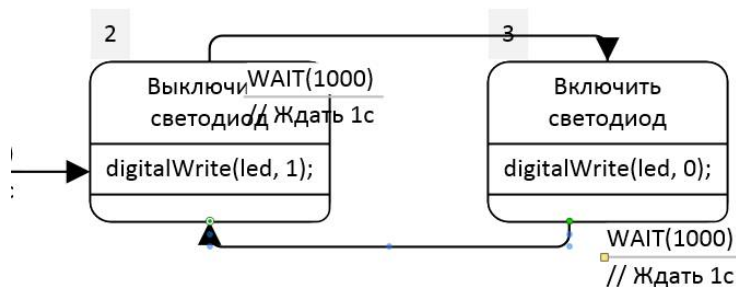 2
3
Выключи
светодиод
WAIT(1000)
// Ждать 1с
digitalWrite(led, 1);
Включить
светодиод
digitalWrite(led, 0);
WAIT(1000)
// Ждать 1с